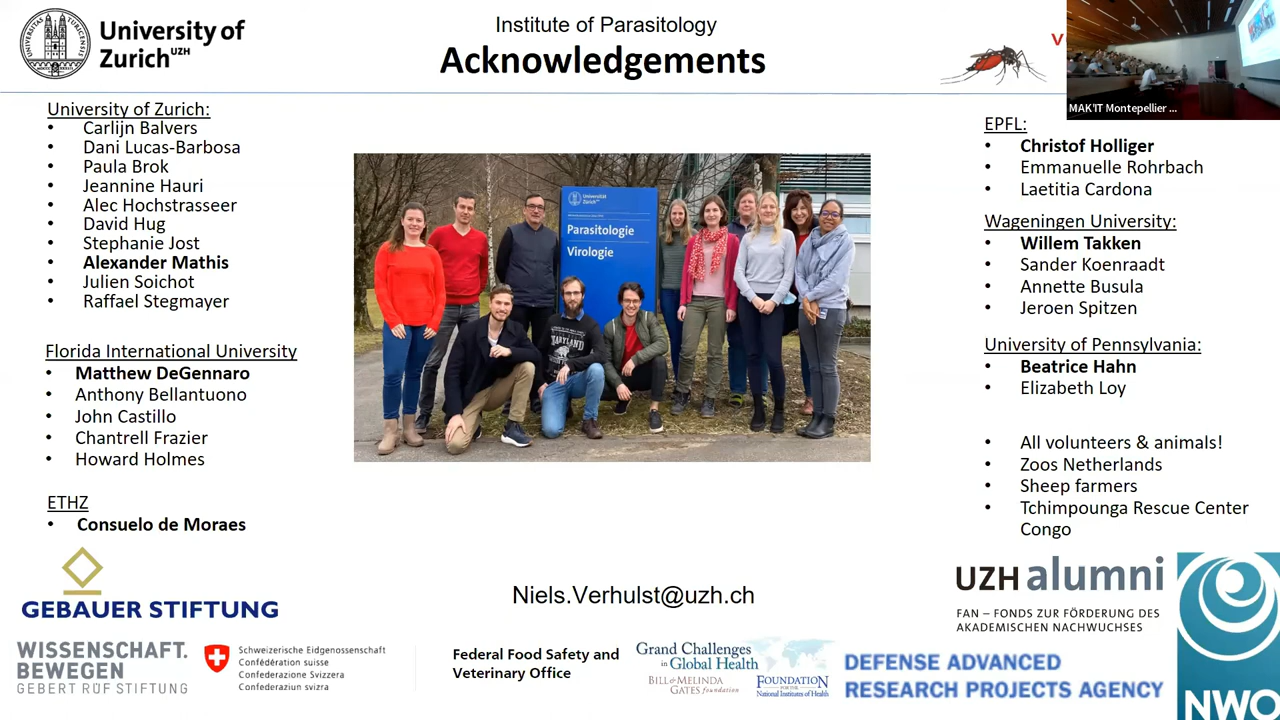 University of
Zurich UZH
Institute of Parasitology
Acknowledgements
V
MAK'IT Montepellier ...
University of Zurich:
• Carlijn Balvers
• Dani Lucas-Barbosa
• Paula Brok
• Jeannine Hauri
• Alec Hochstrasseer
• David Hug
• Stephanie Jost
• Alexander Mathis
• Julien Soichot
• Raffael Stegmayer
Florida International University
• Matthew DeGennaro
• Anthony Bellantuono
• John Castillo
• Chantrell Frazier
• Howard Holmes
ETHZ
• Consuelo de Moraes
Universität
Zürich
Parasitologie
Virologie
MARYLAND
EPFL:
• Christof Holliger
• Emmanuelle Rohrbach
• Laetitia Cardona
Wageningen University:
• Willem Takken
• Sander Koenraadt
• Annette Busula
• Jeroen Spitzen
University of Pennsylvania:
• Beatrice Hahn
• Elizabeth Loy
• All volunteers & animals!
• Zoos Netherlands
• Sheep farmers
• Tchimpounga Rescue Center
Congo
GEBAUER STIFTUNG
Niels.Verhulst@uzh.ch
UZH alumni
FAN – FONDS ZUR FÖRDERUNG DES
AKADEMISCHEN NACHWUCHSES
WISSENSCHAFT.
BEWEGEN
GEBERT RÜF STIFTUNG
Schweizerische Eidgenossenschaft
Confédération suisse
Confederazione Svizzera
Confederaziun svizra
Federal Food Safety and
Veterinary Office
Grand Challenges
in Global Health
BILL & MELINDA
GATES foundation
FOUNDATION
FOR THE
National Institutes of Health
DEFENSE ADVANCED
RESEARCH PROJECTS AGENCY
NWO